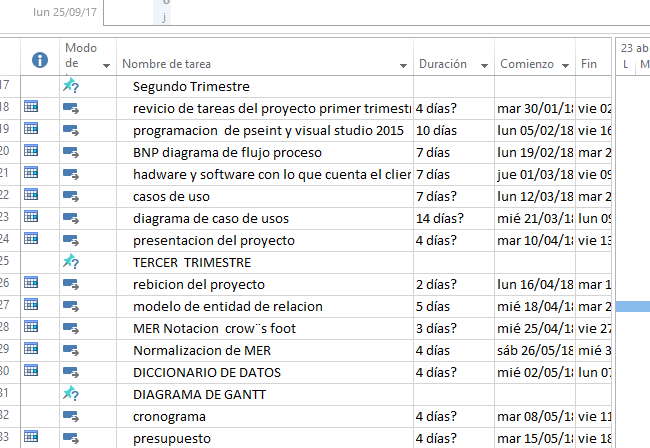 lun 25/09/17
j
Modo de
Nombre de tarea Duración Comienzo Fin
23 ab
L M
17 Segundo Trimestre
18 revicio de tareas del proyecto primer trimest 4 días? mar 30/01/18 vie 02
19 programacion de pseint y visual studio 2015 10 días lun 05/02/18 vie 16
20 BNP diagrama de flujo proceso 7 días lun 19/02/18 mar 2
21 hadware y software con lo que cuenta el clien 7 días? jue 01/03/18 vie 09
22 casos de uso 7 días? lun 12/03/18 mar 2
23 diagrama de caso de usos 14 días? mié 21/03/18 lun 09
24 presentacion del proyecto 4 días? mar 10/04/18 vie 13
25 TERCER TRIMESTRE
26 rebicion del proyecto 2 días? lun 16/04/18 mar 1
27 modelo de entidad de relacion 5 días mié 18/04/18 mar 2
28 MER Notacion crow¨s foot 3 días? mié 25/04/18 vie 27
29 Normalizacion de MER 4 días sáb 26/05/18 mié 3
30 DICCIONARIO DE DATOS 4 días? mié 02/05/18 lun 07
31 DIAGRAMA DE GANTT
32 cronograma 4 días? mar 08/05/18 vie 11
33 presupuesto 4 días? mar 15/05/18 vie 18